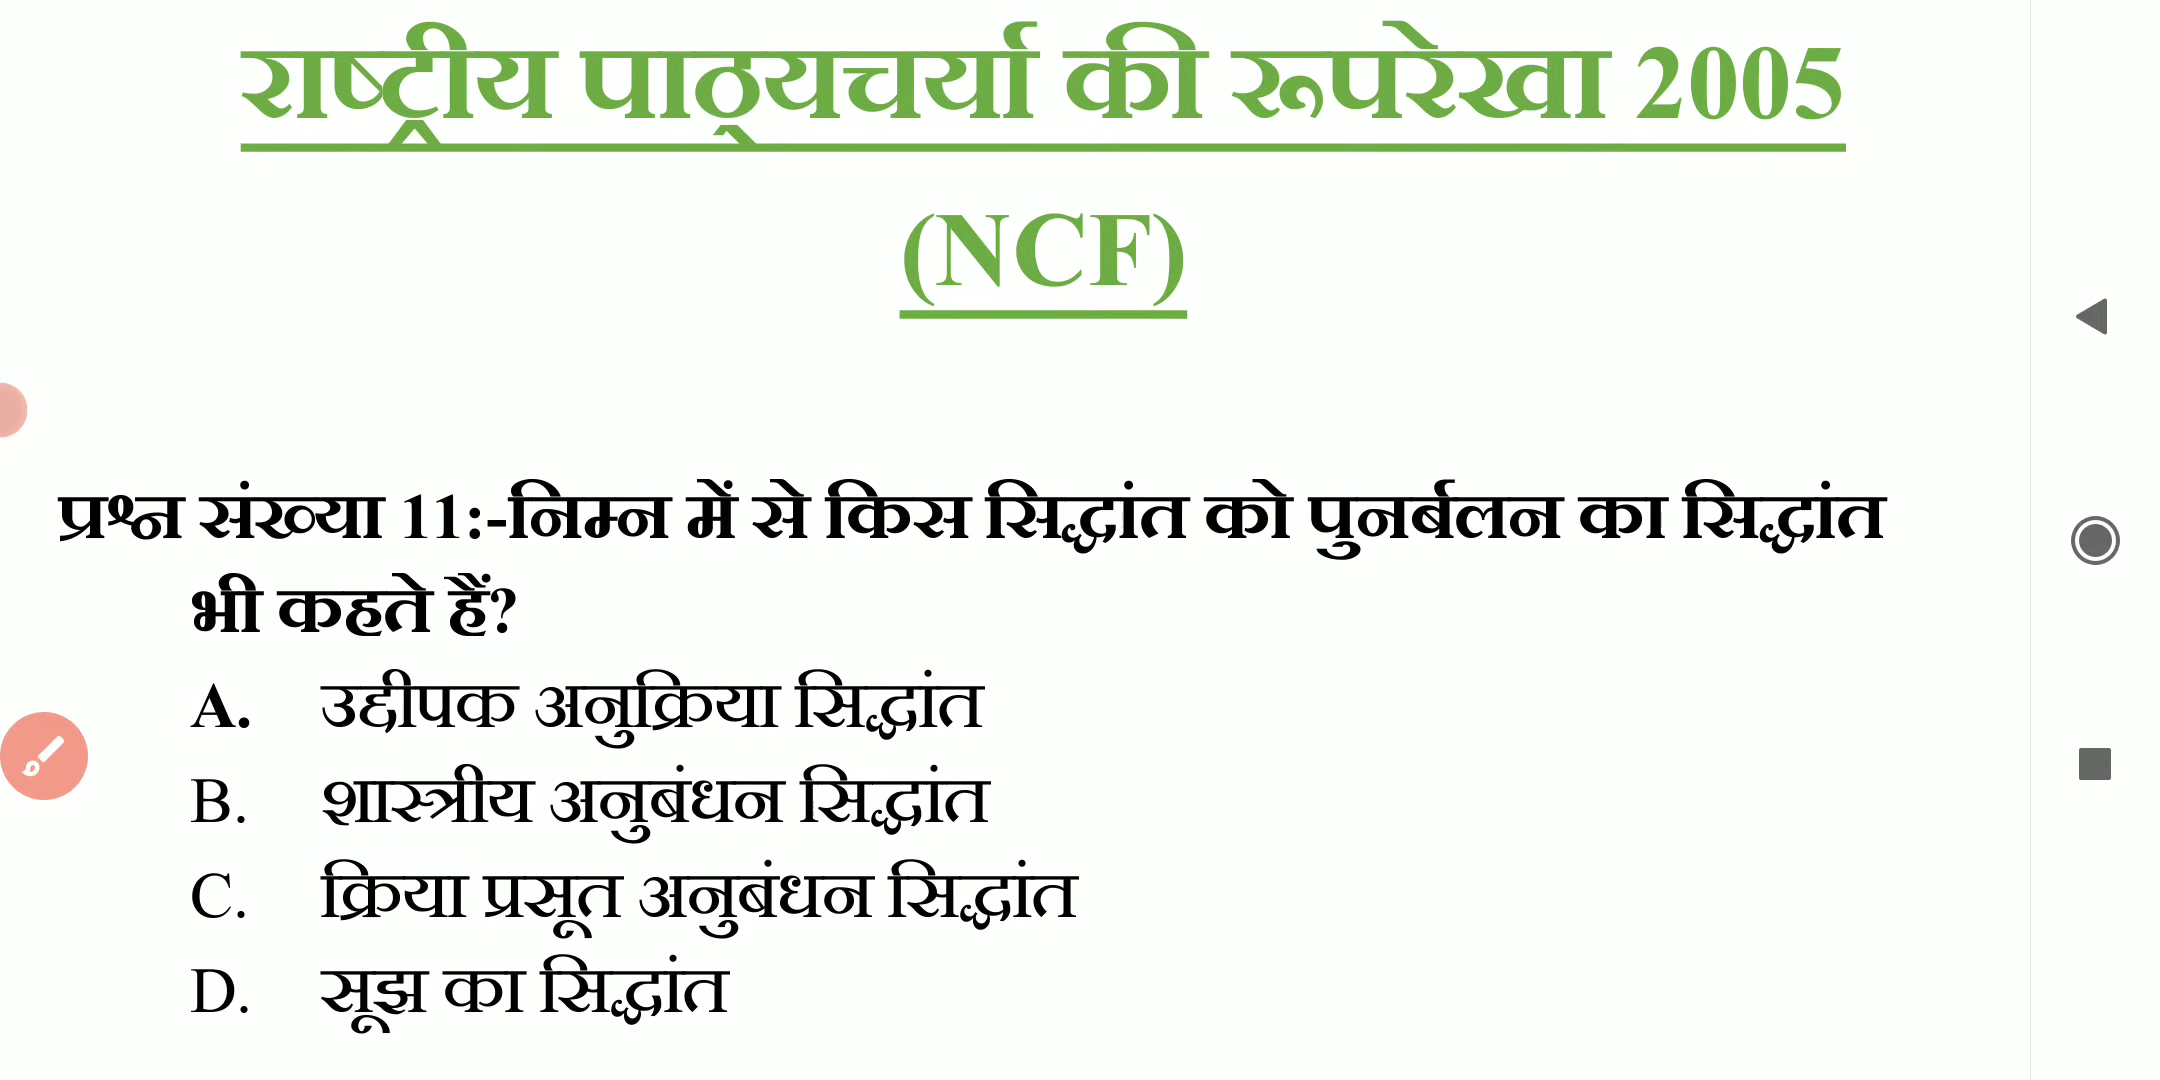 राष्ट्रीय पाठ्यचर्या की रूपरेखा 2005
(NCF)
प्रश्न संख्या 11:-निम्न में से किस सिद्धांत को पुनर्बलन का सिद्धांत
भी कहते हैं?
A. उद्दीपक अनुक्रिया सिद्धांत
B. शास्त्रीय अनुबंधन सिद्धांत
C. क्रिया प्रसूत अनुबंधन सिद्धांत
D. सूझ का सिद्धांत